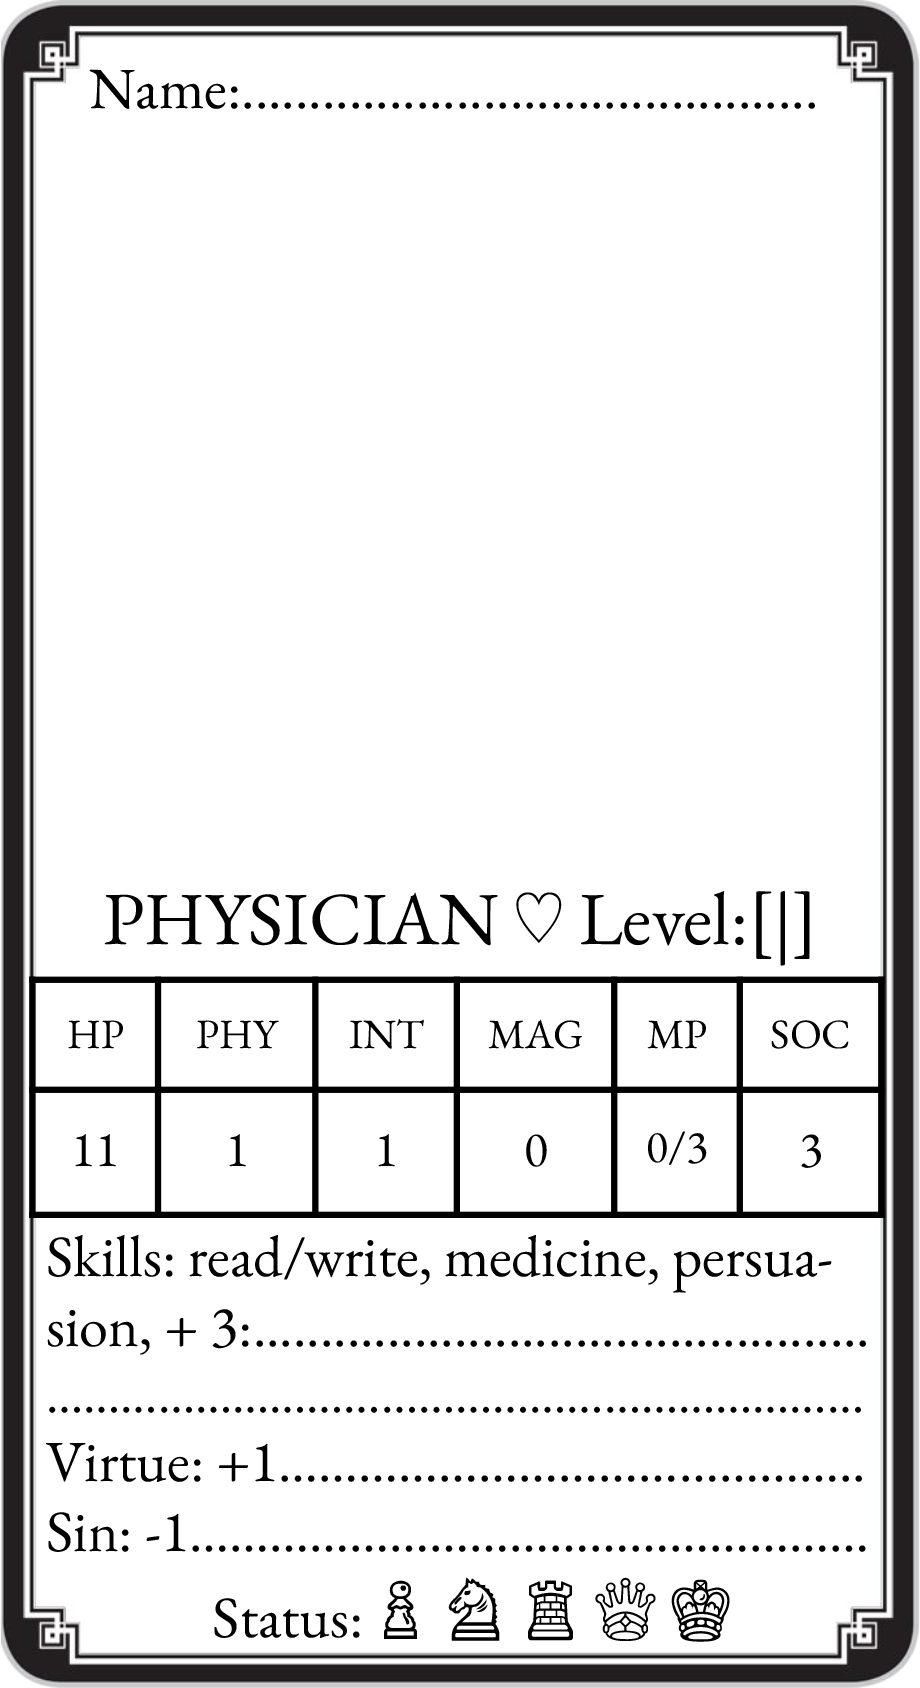 Name:............................................
PHYSICIAN ♡ Level:[|]
HP PHY INT MAG MP SOC
11 1 1 0 0/3 3
Skills: read/write, medicine, persua-
sion, + 3:...............................................
..............................................................
Virtue: +1.............................................
Sin: -1....................................................
Status: ♙ ♘ ♖ ♕ ♔